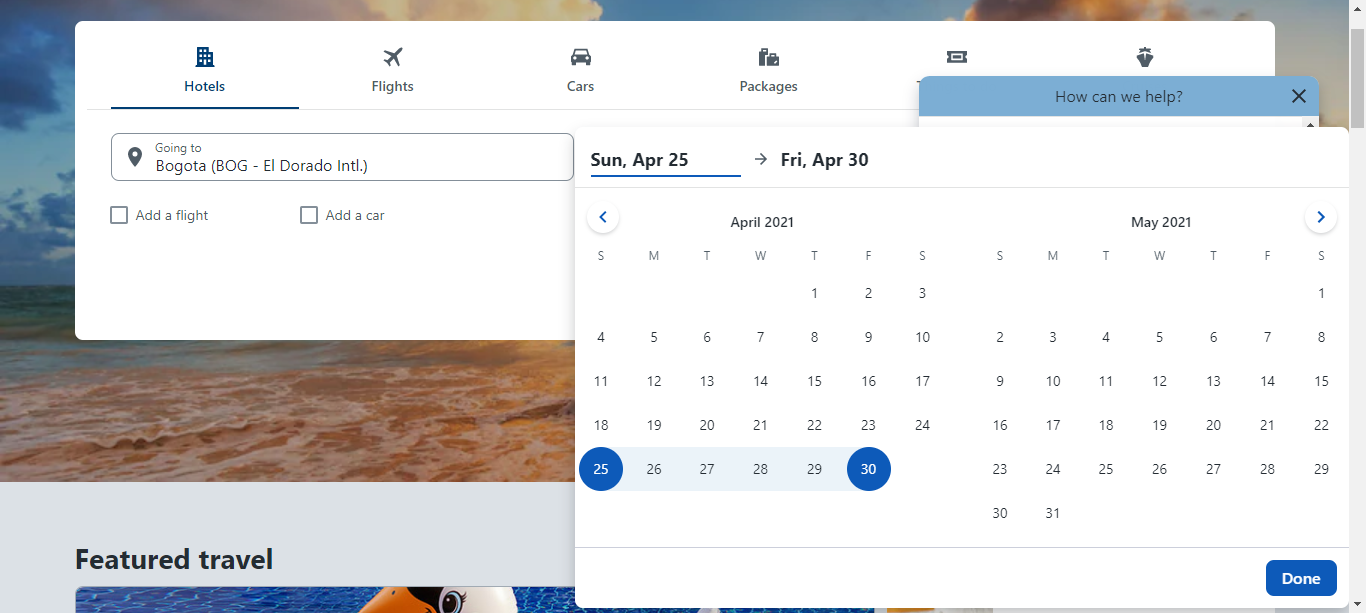 Hotels
Flights
Cars
Packages
How can we help?
Going to
Bogota (BOG - El Dorado Intl.)
Add a flight
Add a car
Sun, Apr 25
Fri, Apr 30
April 2021
S M T W T F S
1 2 3
4 5 6 7 8 9 10
11 12 13 14 15 16 17
18 19 20 21 22 23 24
25 26 27 28 29 30
May 2021
S M T W T F S
1
2 3 4 5 6 7 8
9 10 11 12 13 14 15
16 17 18 19 20 21 22
23 24 25 26 27 28 29
30 31
Done
Featured travel